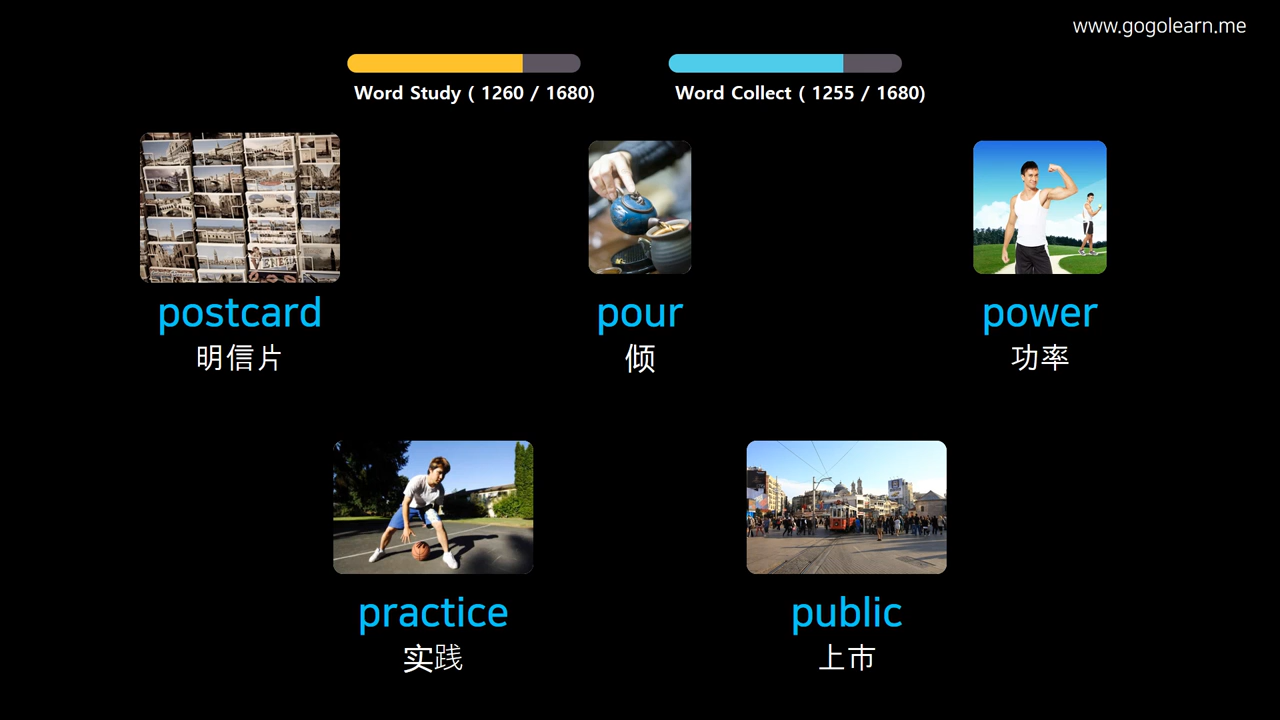 www.gogolearn.me
Word Study ( 1260 / 1680)
Word Collect ( 1255 / 1680)
postcard
明信片
pour
倾
power
功率
practice
实践
public
上市